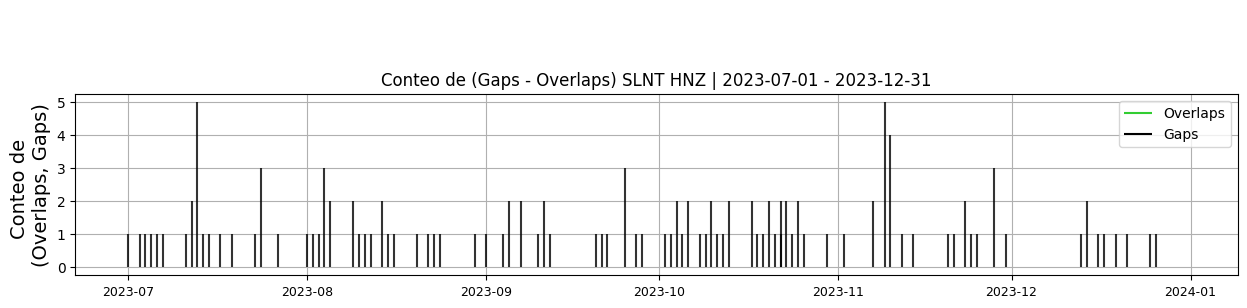 Conteo de (Gaps - Overlaps) SLNT HNZ | 2023-07-01 - 2023-12-31
Conteo de
(Overlaps, Gaps)
5
4
3
2
1
0
Overlaps
Gaps
2023-07
2023-08
2023-09
2023-10
2023-11
2023-12
2024-01